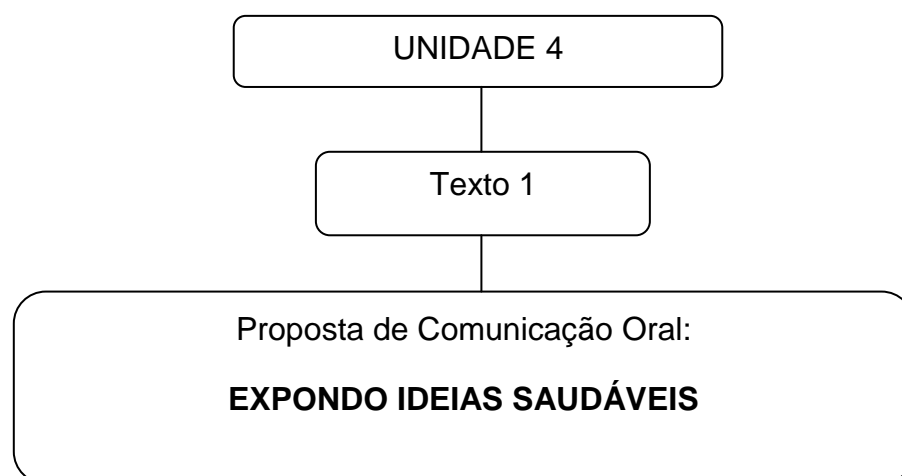 UNIDADE 4
Texto 1
Proposta de Comunicação Oral:
EXPONDO IDEIAS SAUDÁVEIS